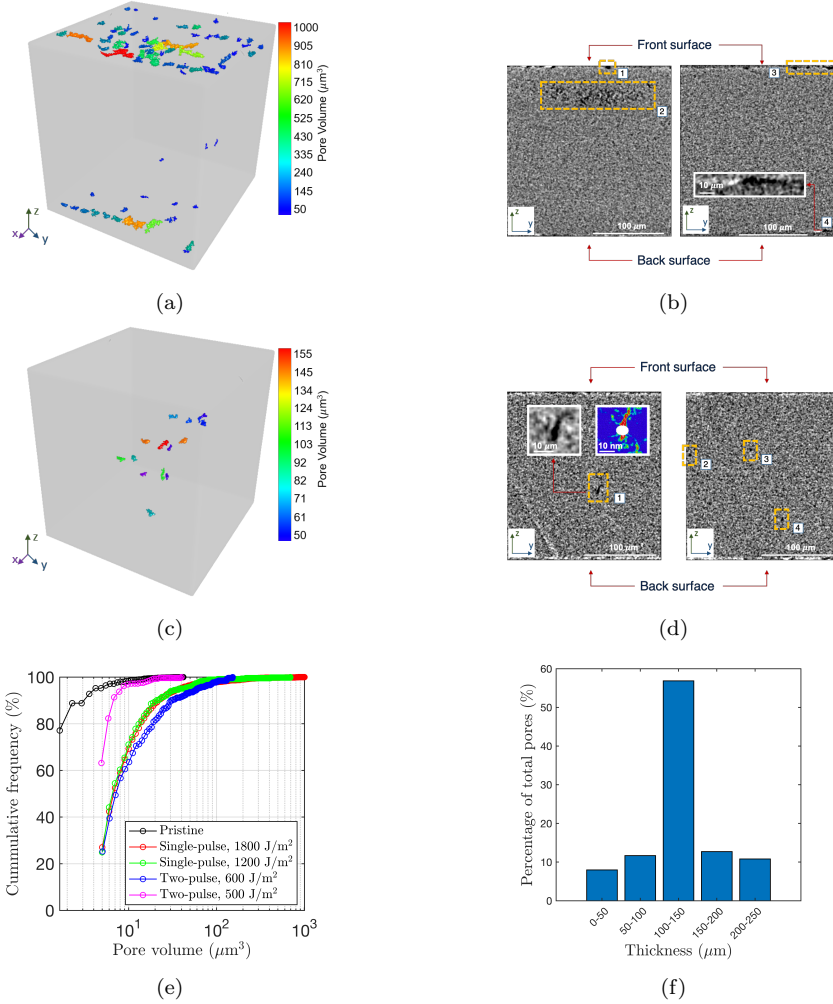 1000
905
810
715
620
525
430
335
240
145
50
Pore Volume (μm³)
z
x
y
(a)
Front surface
1
2
3
10 μm
4
z
y
100 μm
z
y
100 μm
Back surface
(b)
155
145
134
124
113
103
92
82
71
61
50
Pore Volume (μm³)
z
x
y
(c)
Front surface
10 μm
10 nm
1
2
3
4
z
y
100 μm
z
y
100 μm
Back surface
(d)
100
80
60
40
20
0
Cummulative frequency (%)
Pristine
Single-pulse, 1800 J/m²
Single-pulse, 1200 J/m²
Two-pulse, 600 J/m²
Two-pulse, 500 J/m²
10¹
10²
10³
Pore volume (μm³)
(e)
60
50
40
30
20
10
0
Percentage of total pores (%)
0-50
50-100
100-150
150-200
200-250
Thickness (μm)
(f)